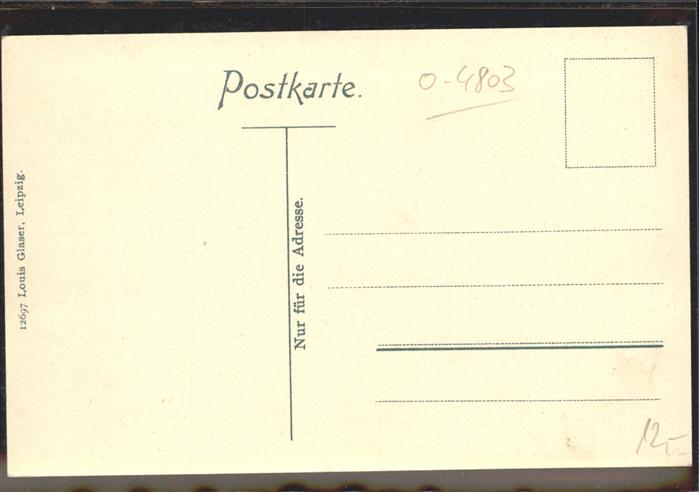 Postkarte.
0-4803
Nur für die Adresse.
12697 Louis Glaser, Leipzig.
12,-